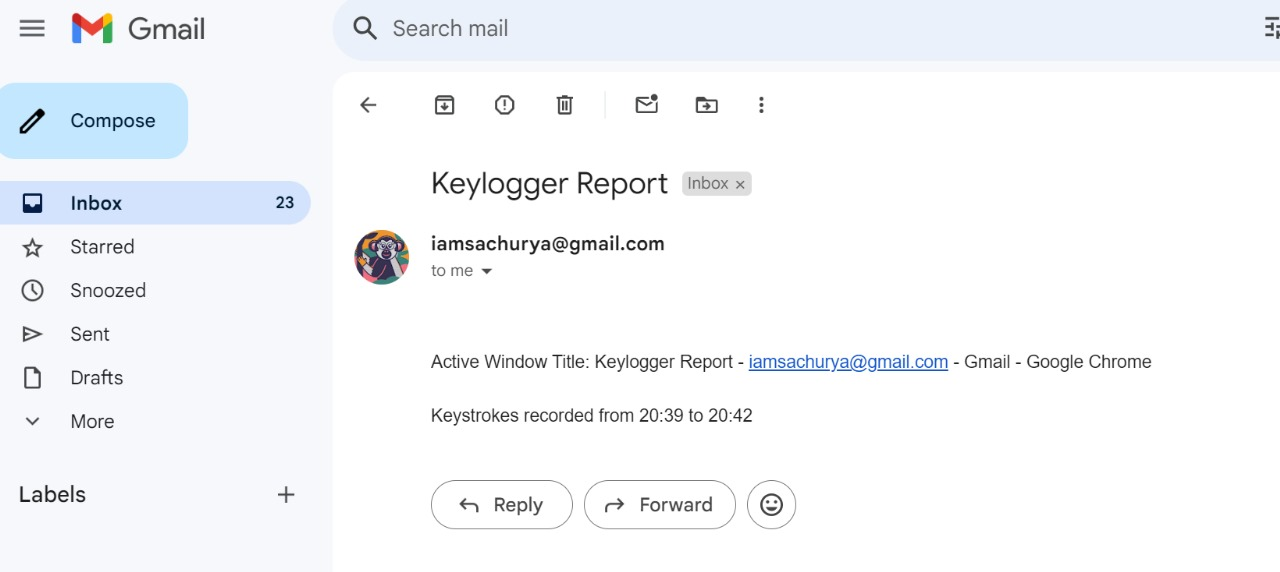 Gmail
Search mail
Compose
Inbox 23
Starred
Snoozed
Sent
Drafts
More
Labels
Keylogger Report Inbox ×
iamsachurya@gmail.com
to me
Active Window Title: Keylogger Report - iamsachurya@gmail.com - Gmail - Google Chrome
Keystrokes recorded from 20:39 to 20:42
Reply Forward